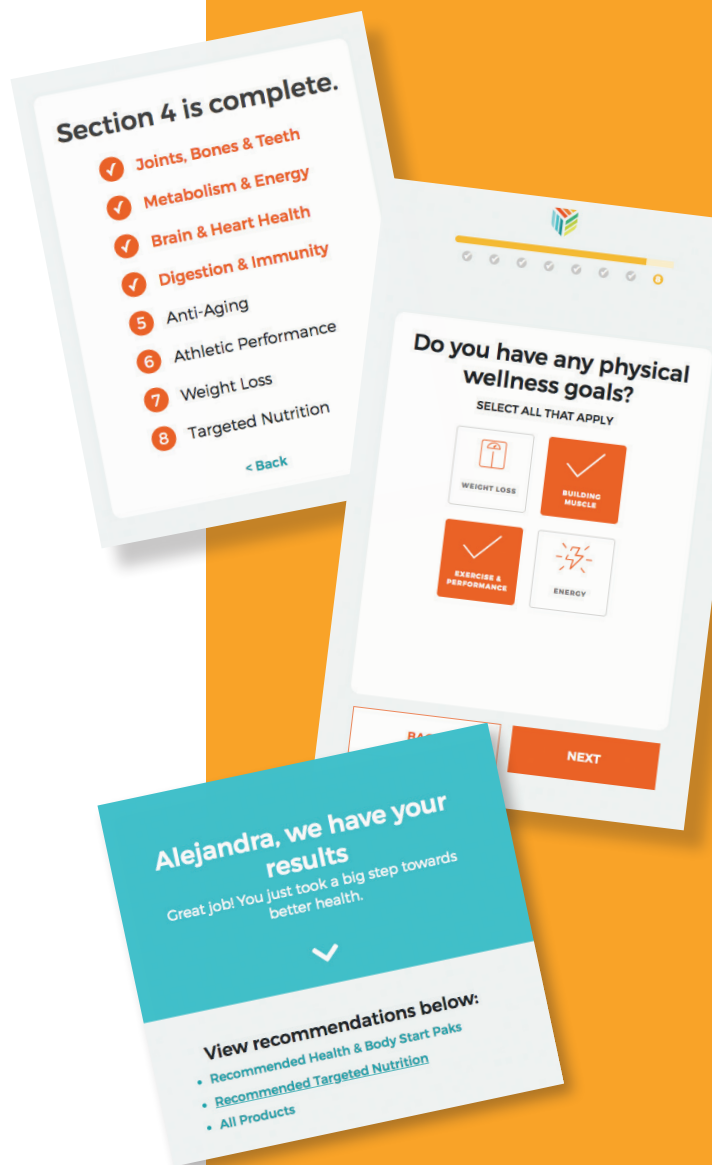 Section 4 is complete.
✓ Joints, Bones & Teeth
✓ Metabolism & Energy
✓ Brain & Heart Health
✓ Digestion & Immunity
5 Anti-Aging
6 Athletic Performance
7 Weight Loss
8 Targeted Nutrition
< Back
Do you have any physical
wellness goals?
SELECT ALL THAT APPLY
WEIGHT LOSS
BUILDING
MUSCLE
EXERCISE &
PERFORMANCE
ENERGY
NEXT
Alejandra, we have your
results
Great job! You just took a big step towards
better health.
View recommendations below:
• Recommended Health & Body Start Paks
• Recommended Targeted Nutrition
• All Products